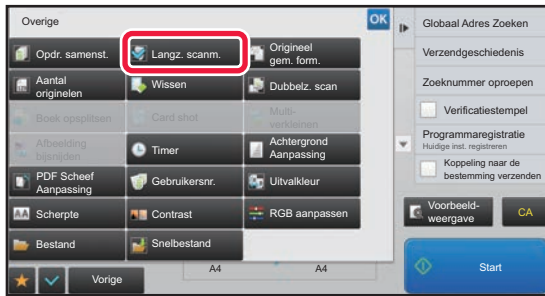 Overige
OK
Opdr. samenst.
Langz. scanm.
Origineel
gem. form.
Aantal
originelen
Wissen
Dubbelz. scan
Boek opsplitsen
Card shot
Multi-
verkleinen
Afbeelding
bijsnijden
Timer
Achtergrond
Aanpassing
PDF Scheef
Aanpassing
Gebruikersnr.
Uitvalkleur
AA Scherpte
Contrast
RGB aanpassen
Bestand
Snelbestand
Vorige
A4
A4
Globaal Adres Zoeken
Verzendgeschiedenis
Zoeknummer oproepen
Verificatiestempel
Programmaregistratie
Huidige inst. registreren
Koppeling naar de
bestemming verzenden
Voorbeeld-
weergave
CA
Start